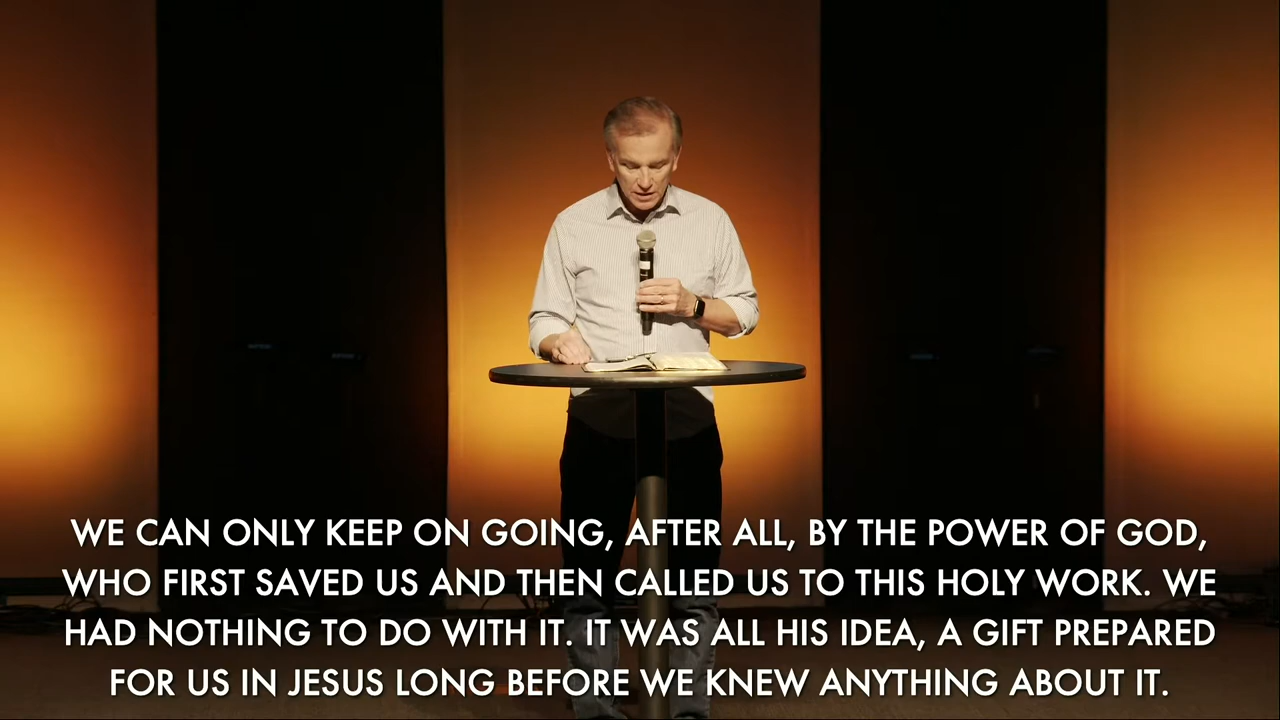 WE CAN ONLY KEEP ON GOING, AFTER ALL, BY THE POWER OF GOD,
WHO FIRST SAVED US AND THEN CALLED US TO THIS HOLY WORK. WE
HAD NOTHING TO DO WITH IT. IT WAS ALL HIS IDEA, A GIFT PREPARED
FOR US IN JESUS LONG BEFORE WE KNEW ANYTHING ABOUT IT.